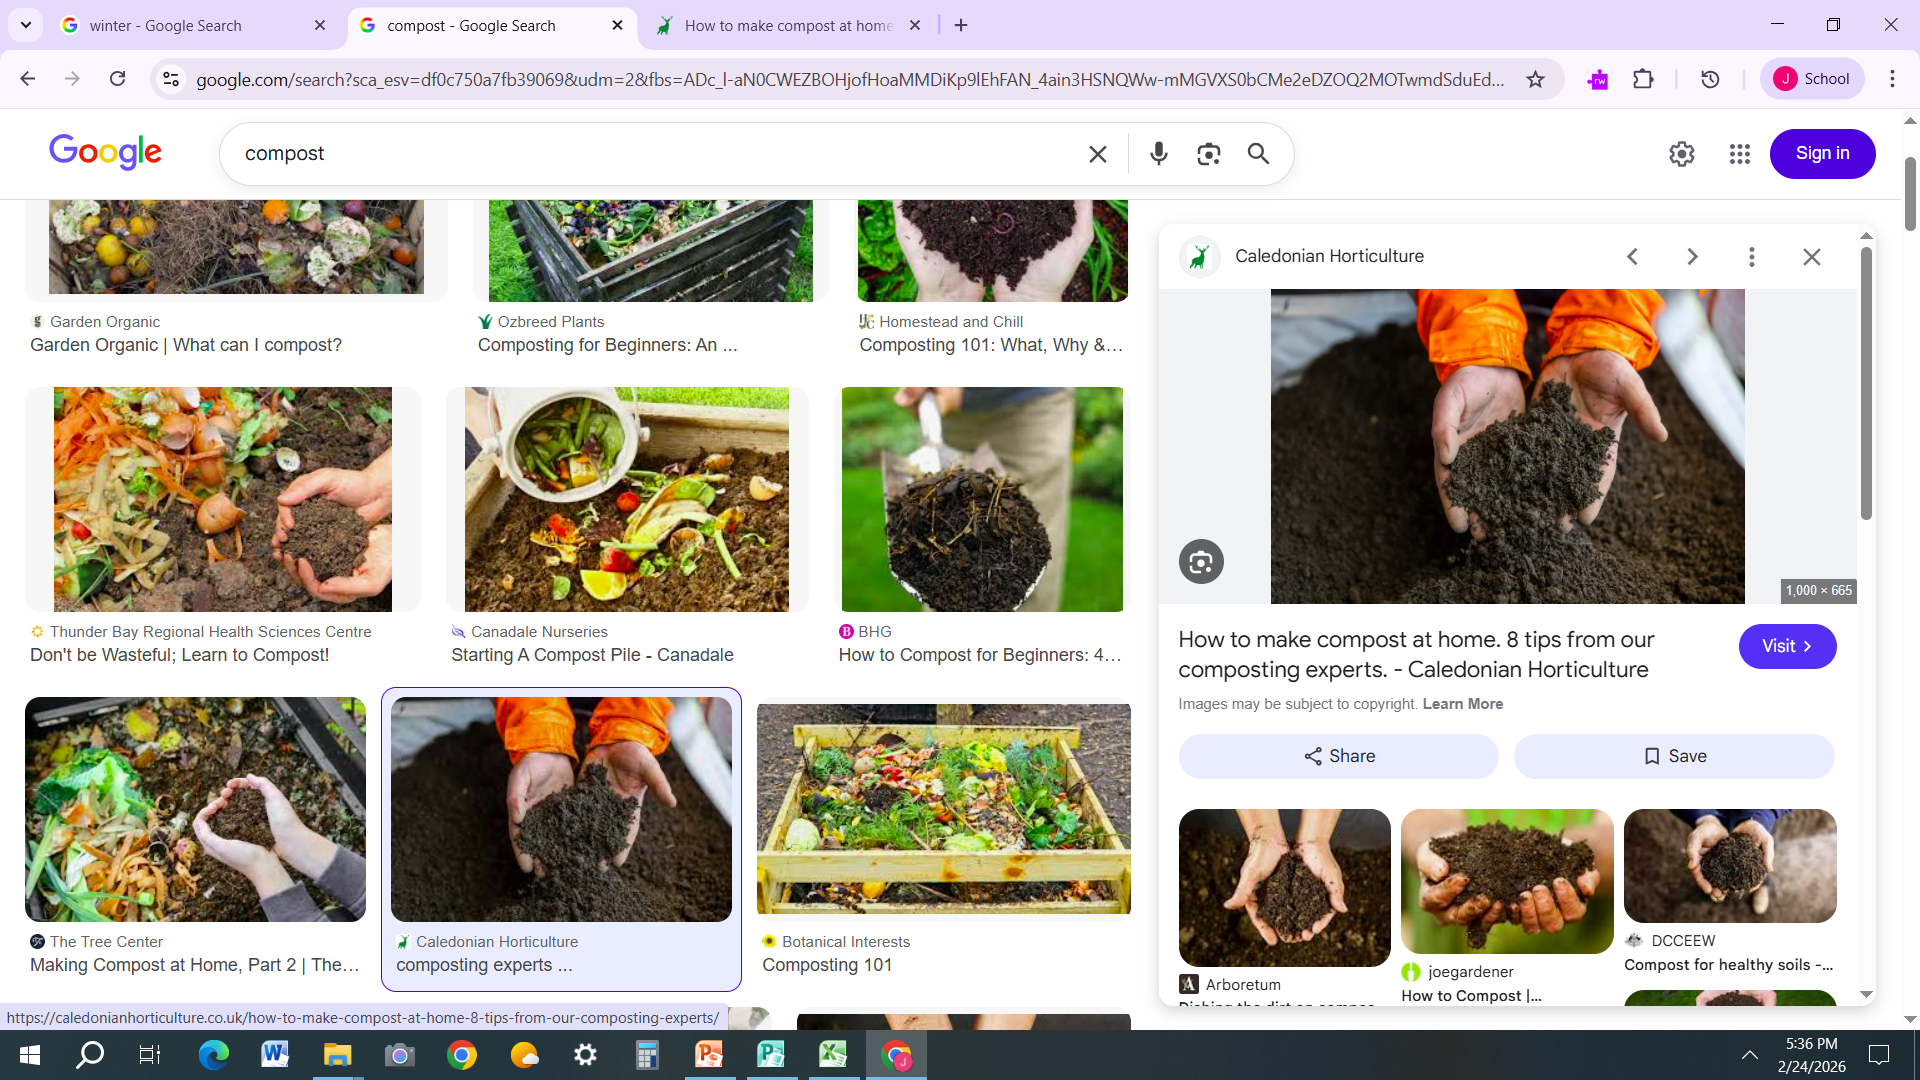 winter - Google Search
compost - Google Search
How to make compost at home
google.com/search?sca_esv=df0c750a7fb39069&udm=2&fbs=ADc_l-aN0CWEZBOHjofHoaMMDiKp9lEhFAN_4ain3HSNQWw-mMGVXS0bCMe2eDZOQ2MOTwmdSduEd...
J School
Google
compost
Sign in
Garden Organic
Garden Organic | What can I compost?
Ozbreed Plants
Composting for Beginners: An ...
Homestead and Chill
Composting 101: What, Why &...
Thunder Bay Regional Health Sciences Centre
Don't be Wasteful; Learn to Compost!
Canadale Nurseries
Starting A Compost Pile - Canadale
B BHG
How to Compost for Beginners: 4...
The Tree Center
Making Compost at Home, Part 2 | The...
Caledonian Horticulture
composting experts ...
Botanical Interests
Composting 101
Caledonian Horticulture
1,000 × 665
How to make compost at home. 8 tips from our
composting experts. - Caledonian Horticulture
Visit
Images may be subject to copyright. Learn More
Share
Save
A Arboretum
joegardener
How to Compost |...
DCCEEW
Compost for healthy soils -...
https://caledonianhorticulture.co.uk/how-to-make-compost-at-home-8-tips-from-our-composting-experts/
5:36 PM
2/24/2026